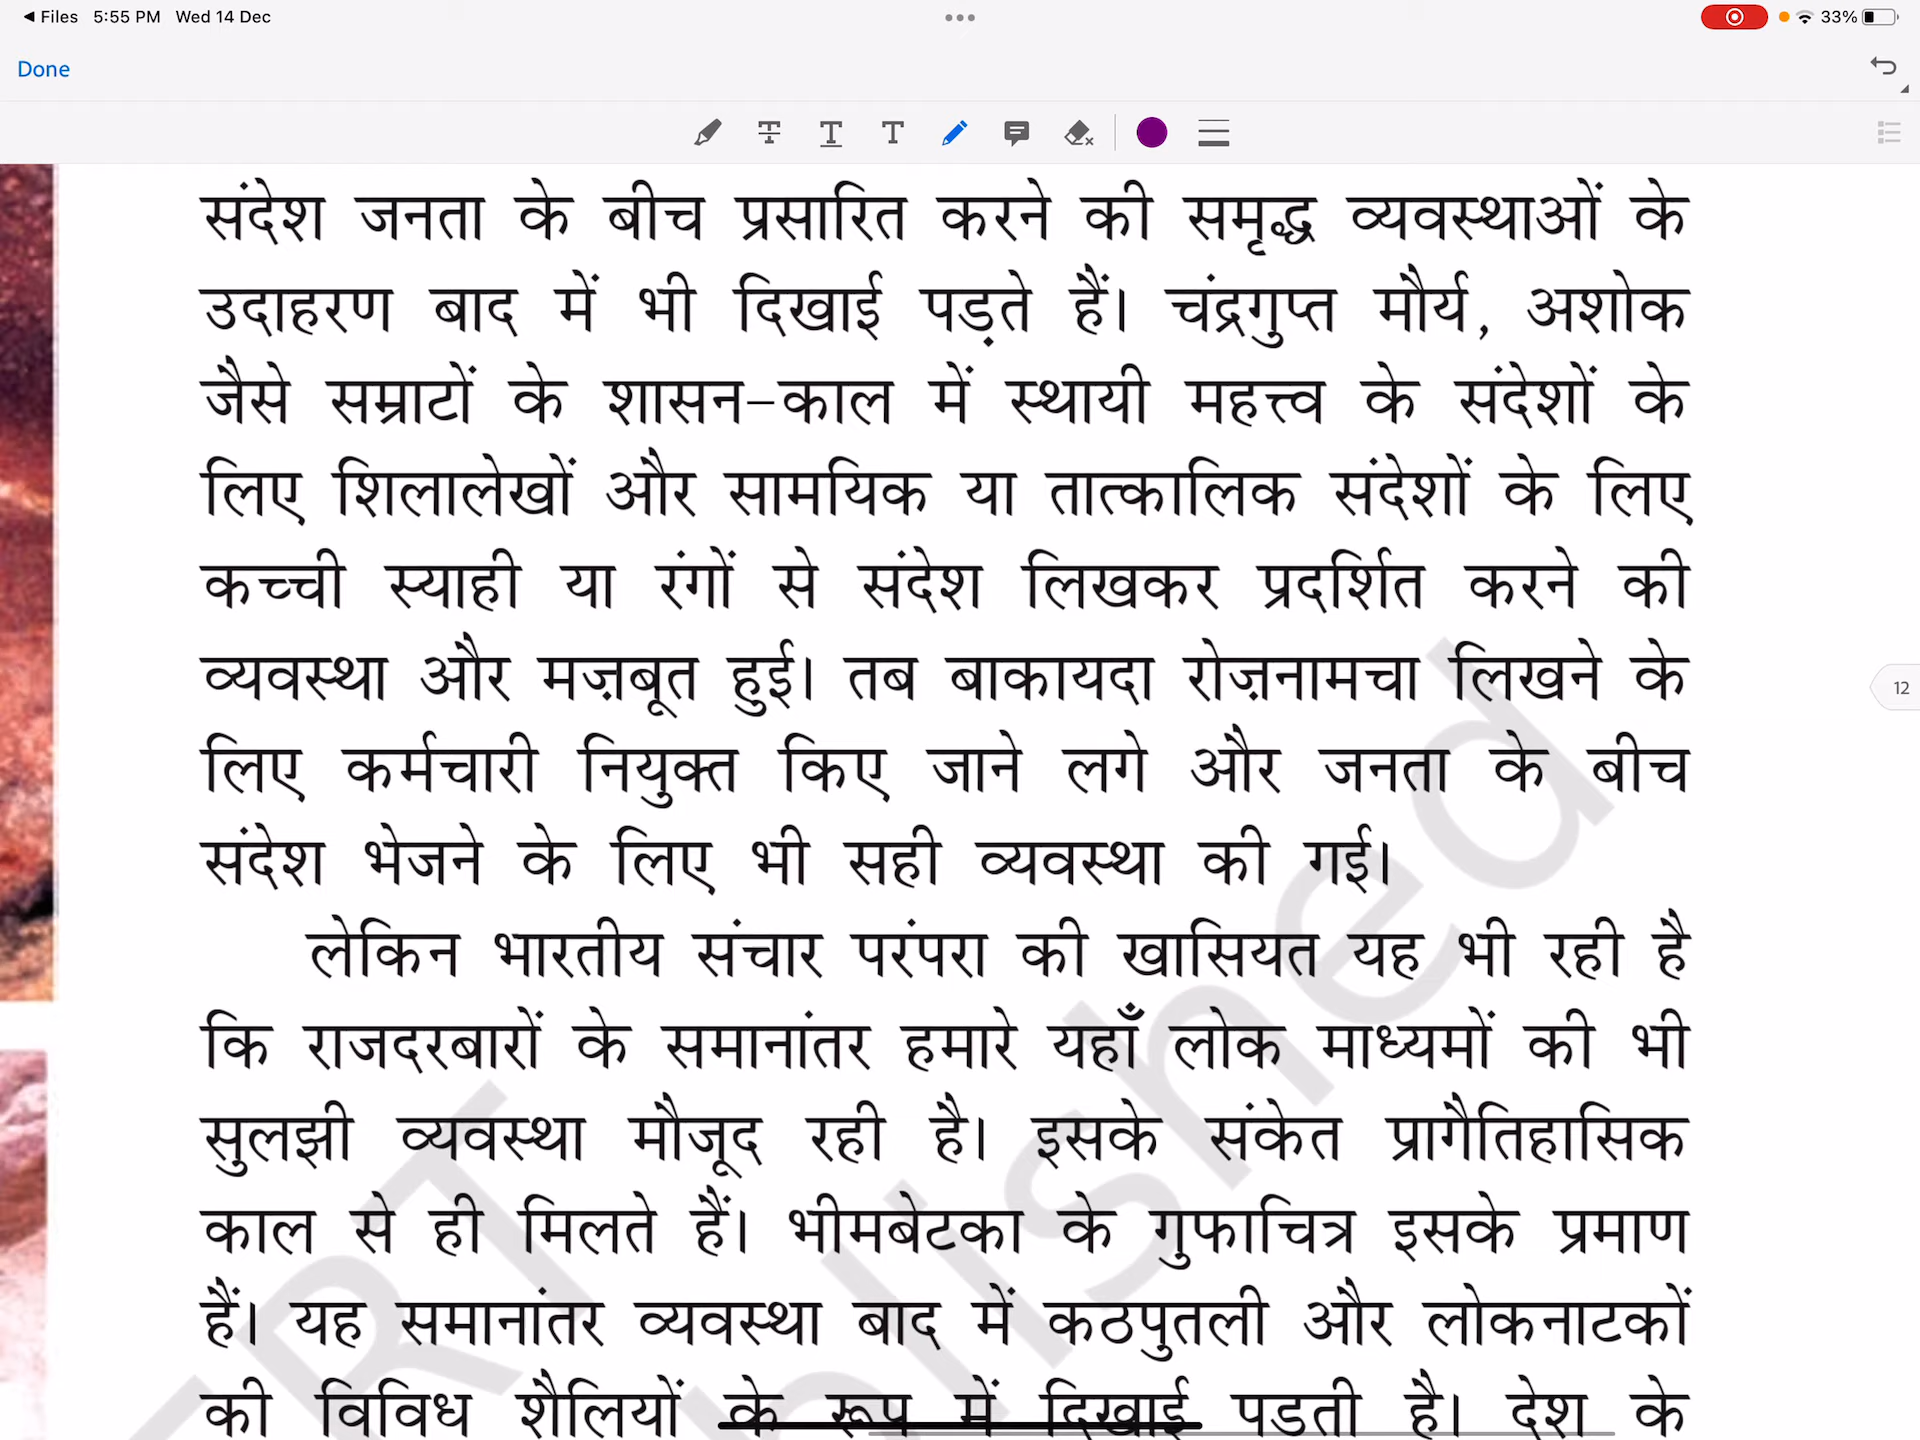 Files 5:55 PM Wed 14 Dec 33%
Done
संदेश जनता के बीच प्रसारित करने की समृद्ध व्यवस्थाओं के
उदाहरण बाद में भी दिखाई पड़ते हैं। चंद्रगुप्त मौर्य, अशोक
जैसे सम्राटों के शासन-काल में स्थायी महत्त्व के संदेशों के
लिए शिलालेखों और सामयिक या तात्कालिक संदेशों के लिए
कच्ची स्याही या रंगों से संदेश लिखकर प्रदर्शित करने की
व्यवस्था और मज़बूत हुई। तब बाकायदा रोज़नामचा लिखने के
12
लिए कर्मचारी नियुक्त किए जाने लगे और जनता के बीच
संदेश भेजने के लिए भी सही व्यवस्था की गई।
लेकिन भारतीय संचार परंपरा की खासियत यह भी रही है
कि राजदरबारों के समानांतर हमारे यहाँ लोक माध्यमों की भी
सुलझी व्यवस्था मौजूद रही है। इसके संकेत प्रागैतिहासिक
काल से ही मिलते हैं। भीमबेटका के गुफाचित्र इसके प्रमाण
हैं। यह समानांतर व्यवस्था बाद में कठपुतली और लोकनाटकों
की विविध शैलियों के रूप में दिखाई पडती है। देश के